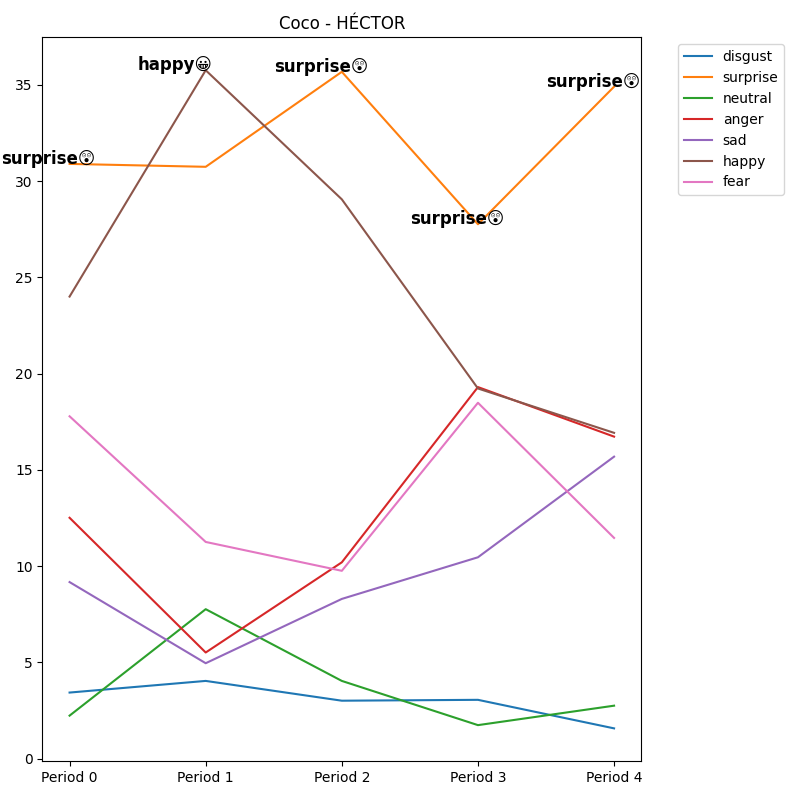 Coco - HÉCTOR
happy😀
surprise😲
surprise😲
surprise😲
surprise😲
35
30
25
20
15
10
5
0
Period 0
Period 1
Period 2
Period 3
Period 4
disgust
surprise
neutral
anger
sad
happy
fear